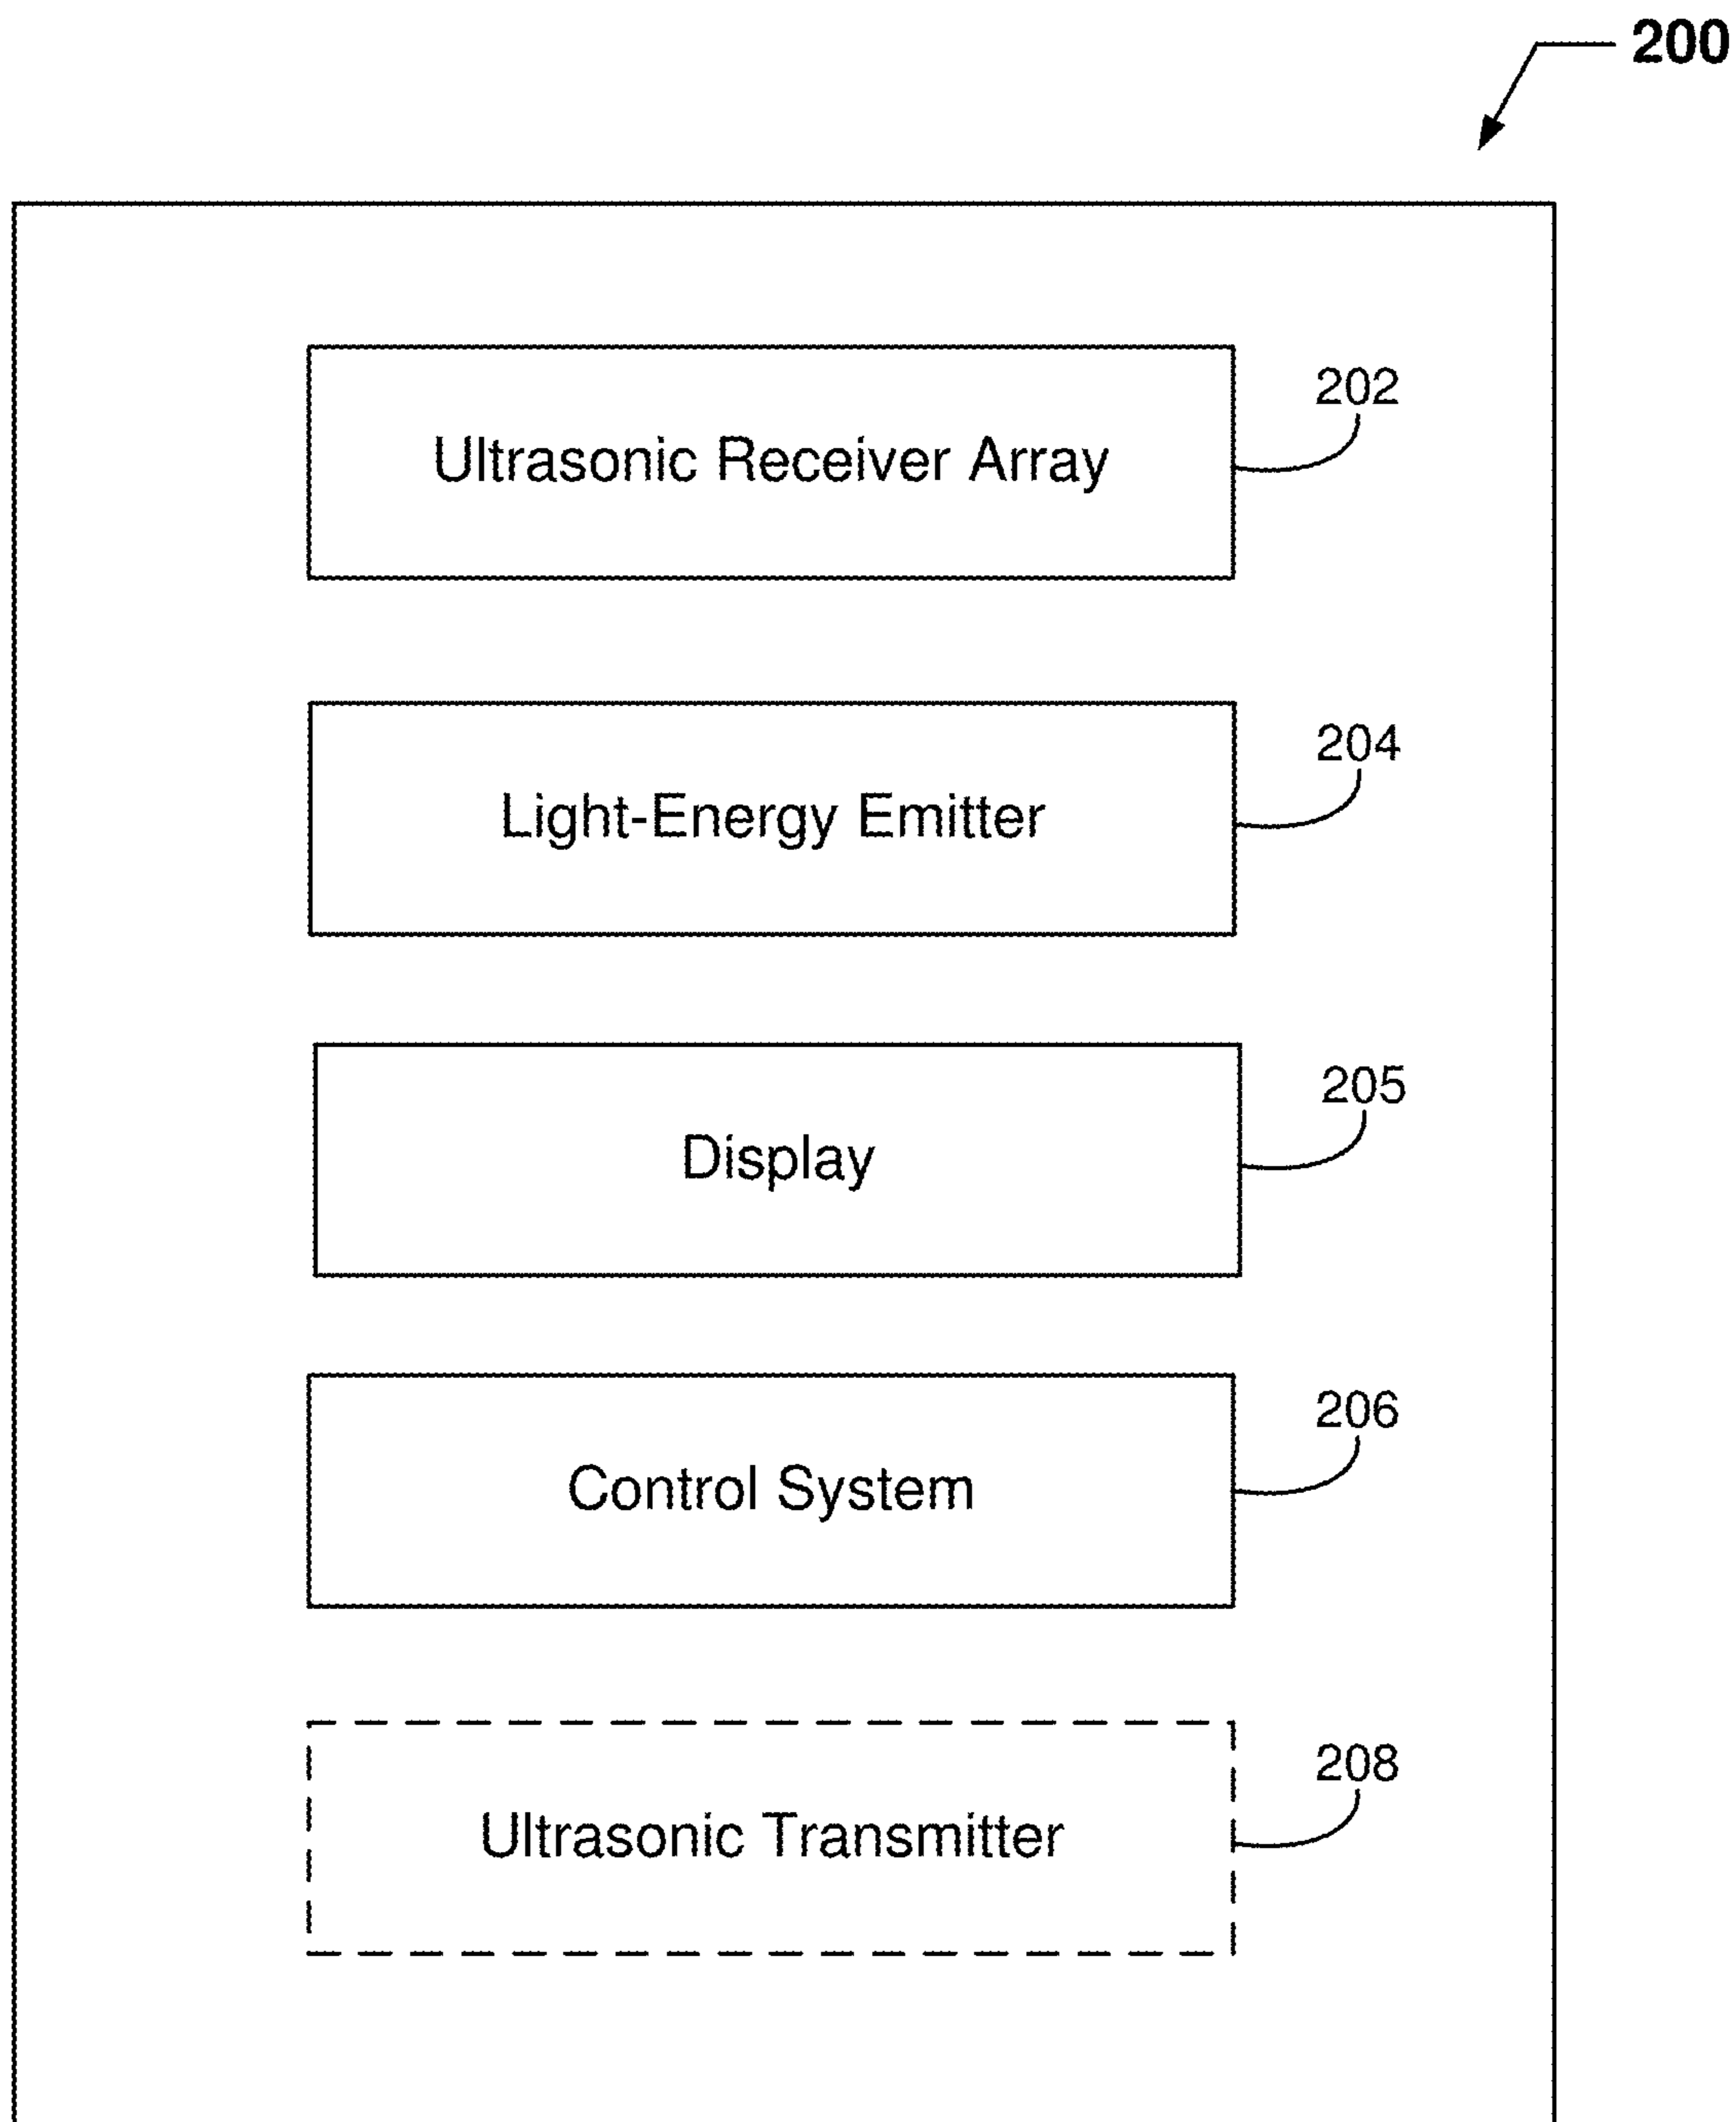 200
202
Ultrasonic Receiver Array
204
Light-Energy Emitter
205
Display
206
Control System
208
Ultrasonic Transmitter